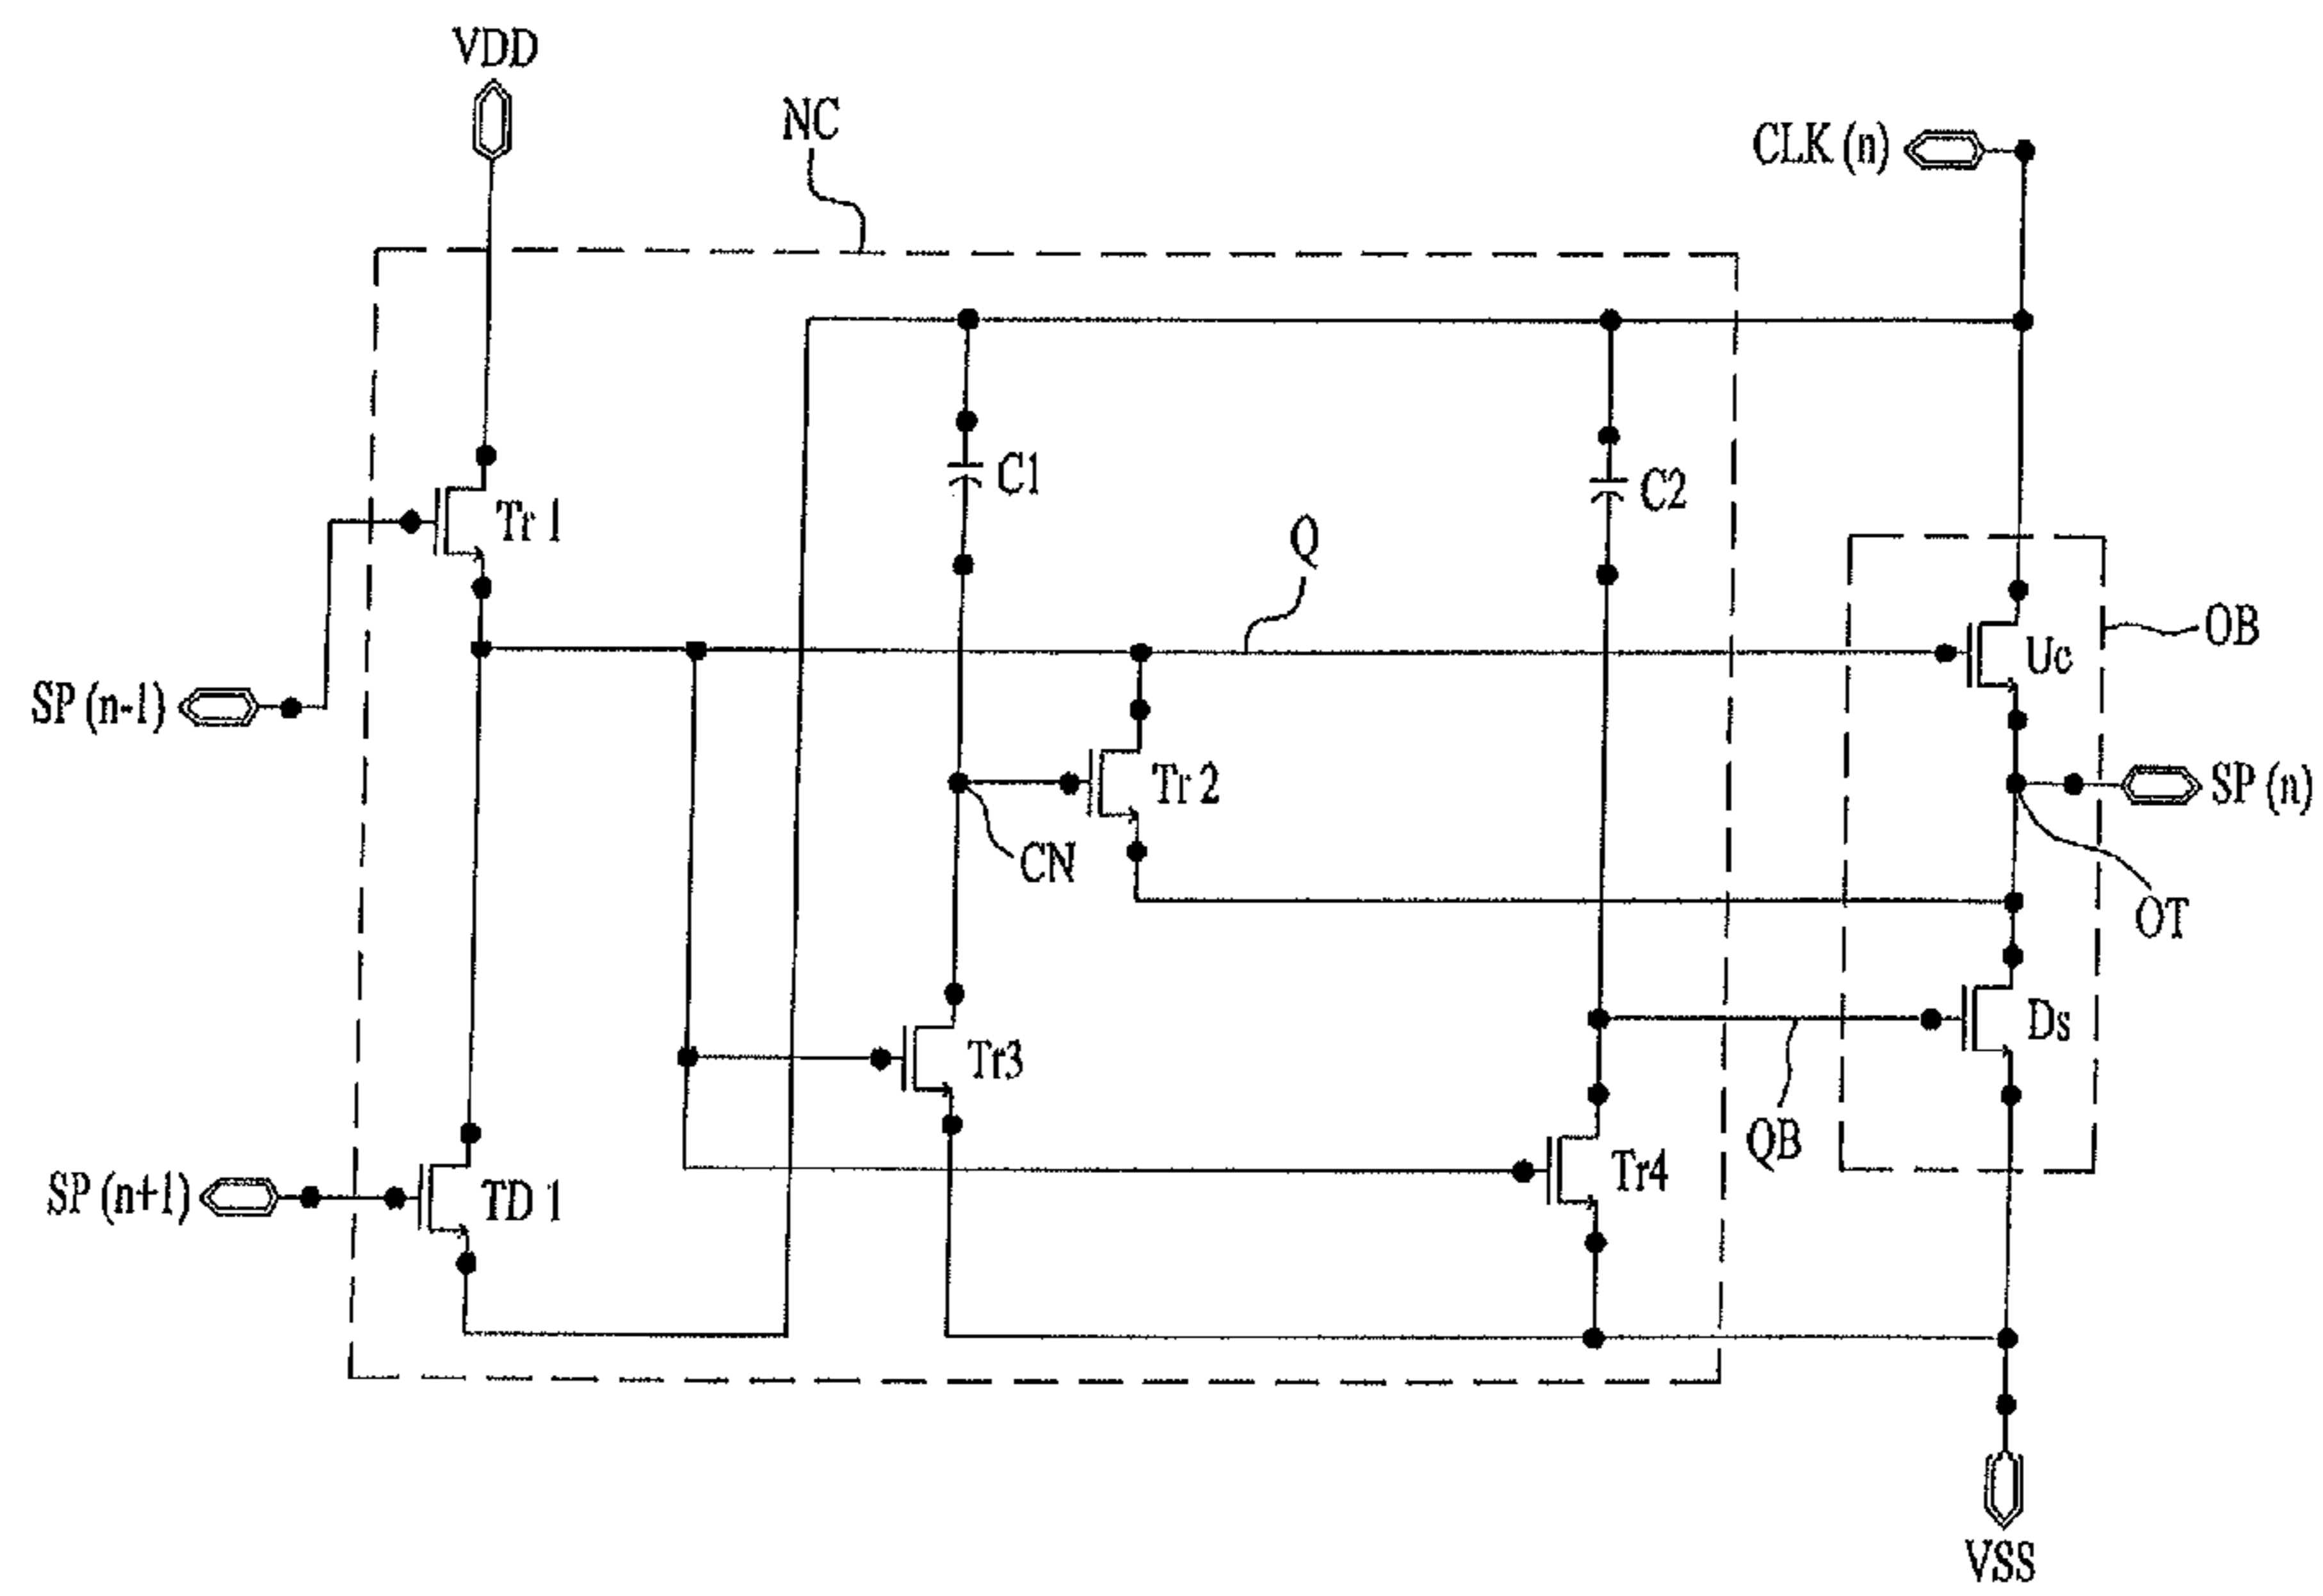 VDD
NC
CLK (n)
C1
C2
Tr 1
Q
OB
Uc
SP (n-1)
Tr 2
SP (n)
CN
OT
Ds
Tr3
QB
Tr4
SP (n+1)
TD 1
VSS